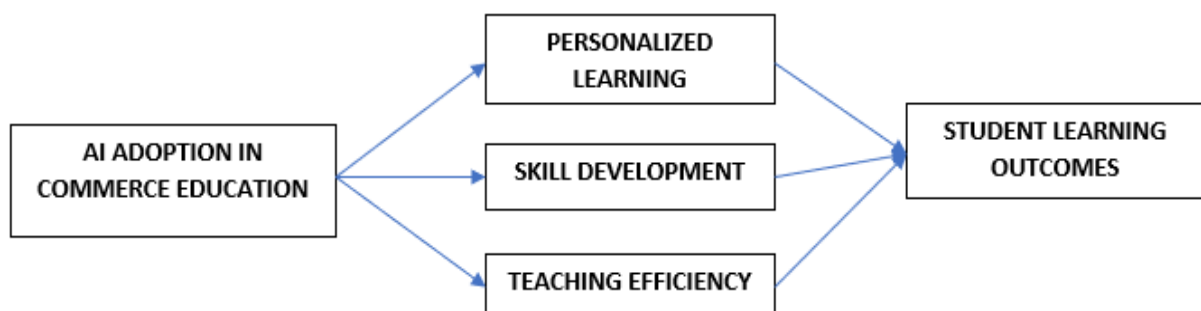 AI ADOPTION IN
COMMERCE EDUCATION
PERSONALIZED
LEARNING
SKILL DEVELOPMENT
TEACHING EFFICIENCY
STUDENT LEARNING
OUTCOMES